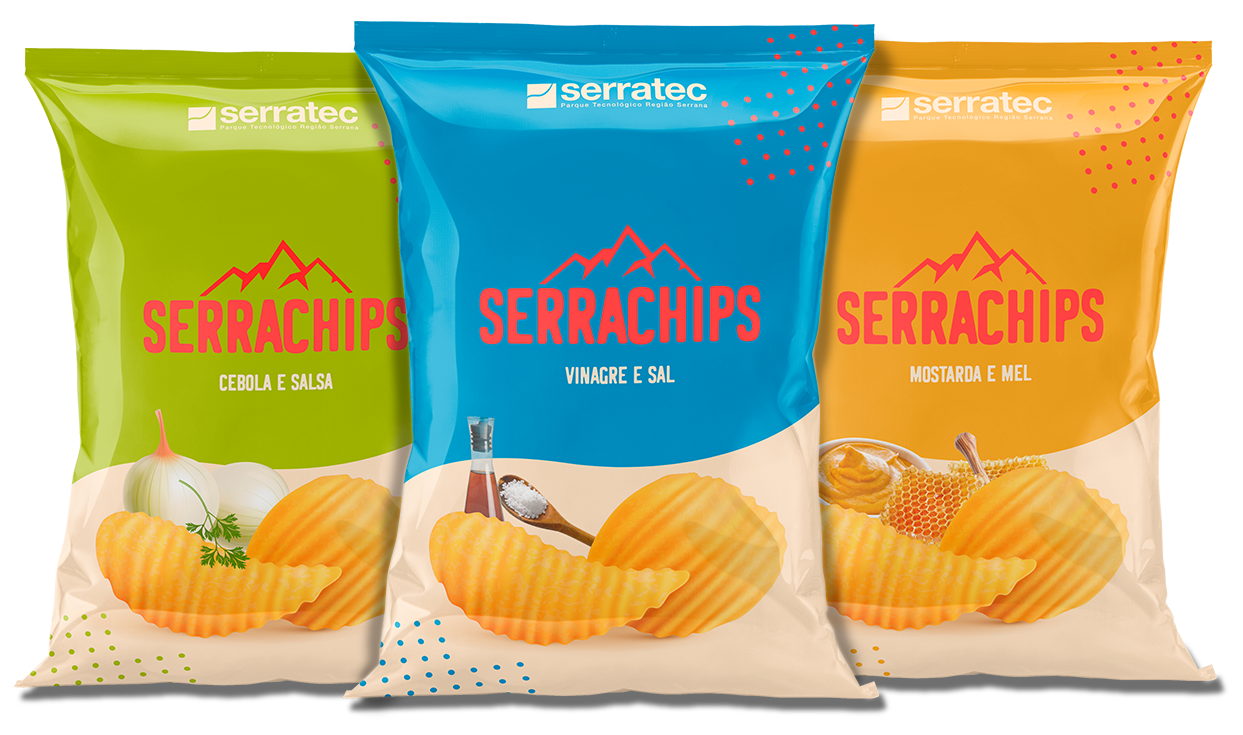 serratec
Parque Tecnológico Região Serrana
SERRACHIPS
CEBOLA E SALSA
serratec
Parque Tecnológico Região Serrana
SERRACHIPS
VINAGRE E SAL
serratec
Parque Tecnológico Região Serrana
SERRACHIPS
MOSTARDA E MEL